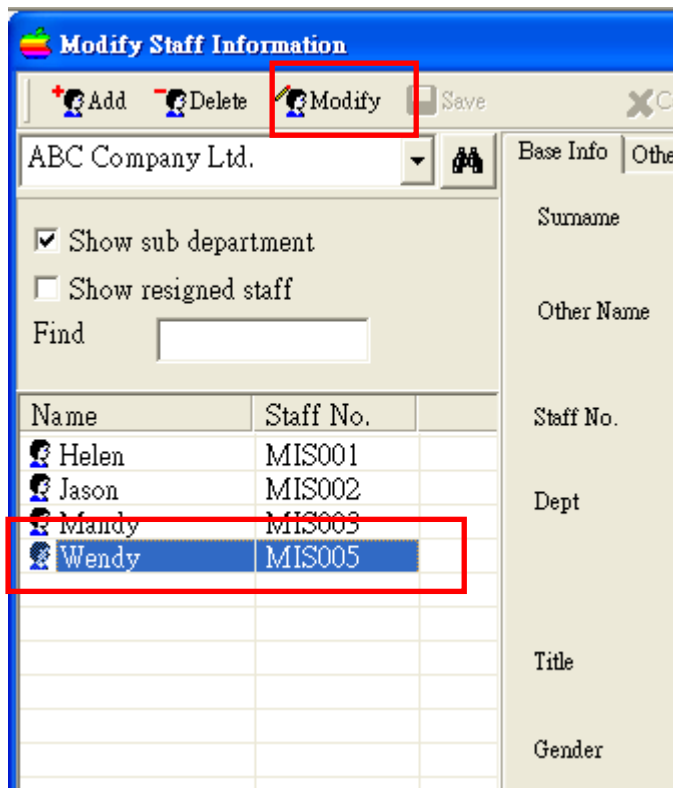 Modify Staff Information
Add Delete Modify Save C
ABC Company Ltd.
Base Info Othe
Show sub department
Show resigned staff
Find
Surname
Other Name
Staff No.
Dept
Title
Gender
Name Staff No.
Helen MIS001
Jason MIS002
Mandy MIS003
Wendy MIS005